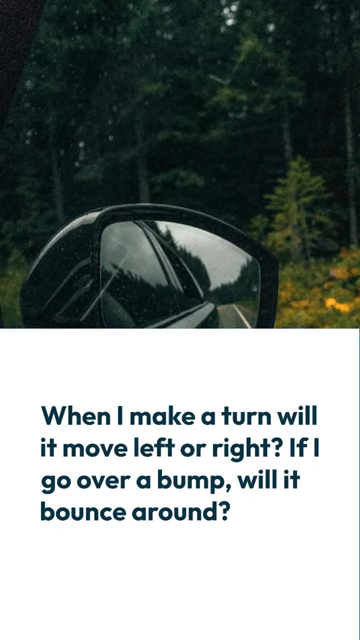 When I make a turn will
it move left or right? If I
go over a bump, will it
bounce around?